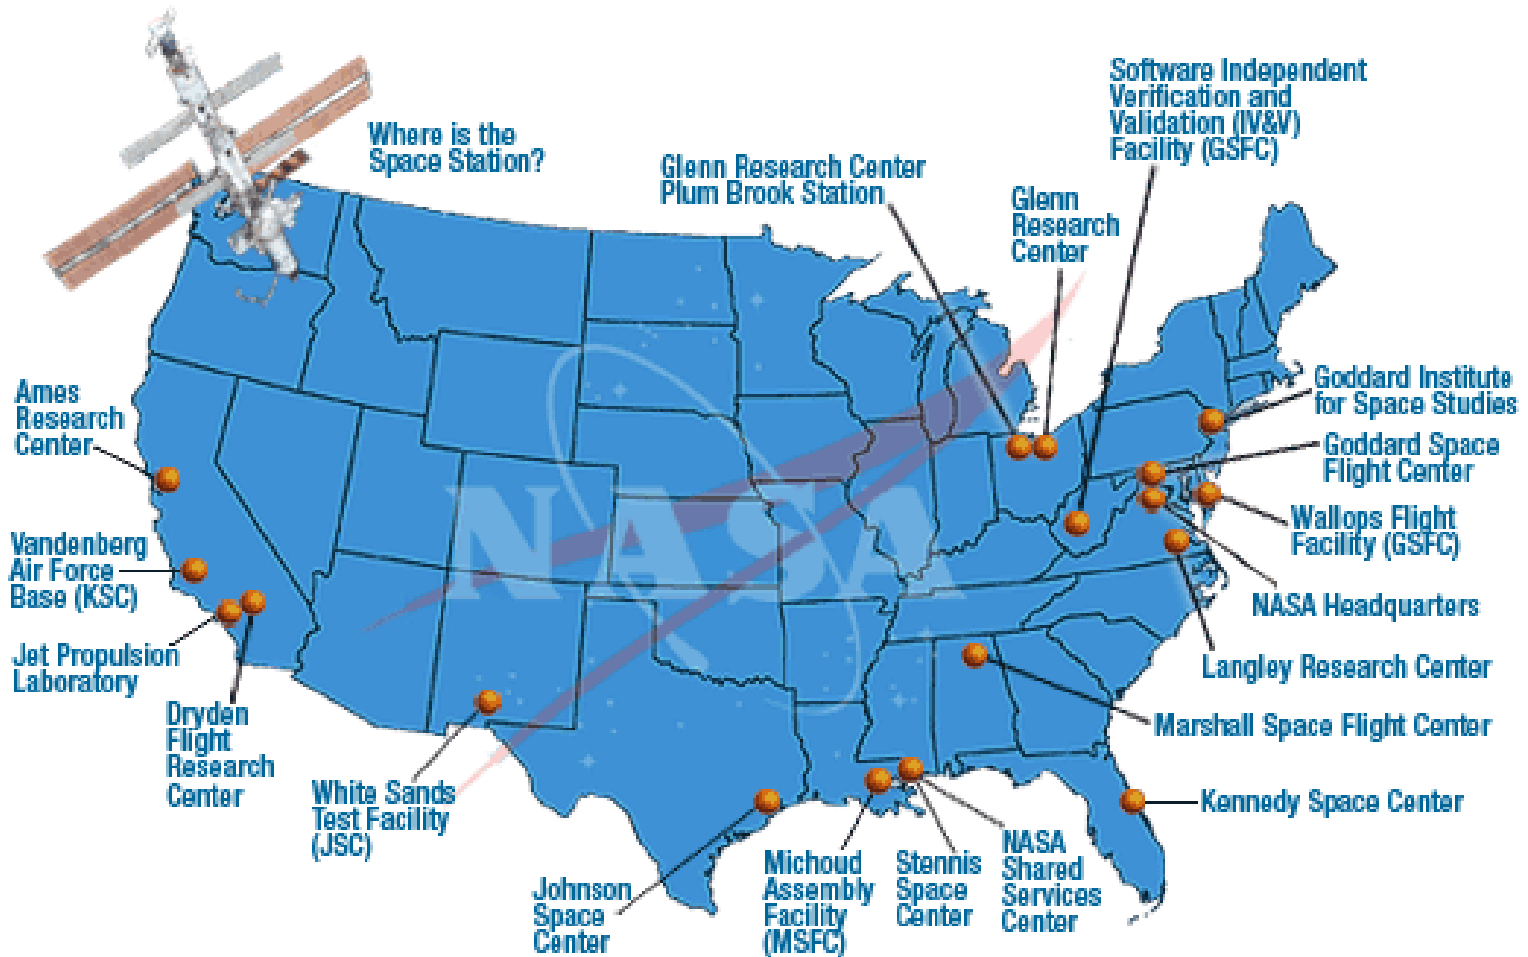 Where is the
Space Station?
Software Independent
Verification and
Validation (IV&V)
Facility (GSFC)
Glenn Research Center
Plum Brook Station
Glenn
Research
Center
Ames
Research
Center
Vandenberg
Air Force
Base (KSC)
Jet Propulsion
Laboratory
Dryden
Flight
Research
Center
White Sands
Test Facility
(JSC)
Johnson
Space
Center
Michoud
Assembly
Facility
(MSFC)
Stennis
Space
Center
NASA
Shared
Services
Center
Kennedy Space Center
Marshall Space Flight Center
Langley Research Center
NASA Headquarters
Wallops Flight
Facility (GSFC)
Goddard Space
Flight Center
Goddard Institute
for Space Studies
NASA